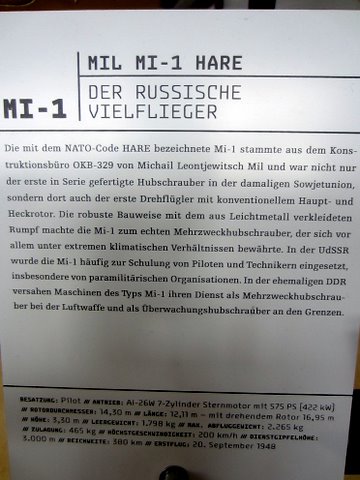 MIL MI-1 HARE
MI-1
DER RUSSISCHE
VIELFLIEGER
Die mit dem NATO-Code HARE bezeichnete Mi-1 stammte aus dem Kons-
truktionsbüro OKB-329 von Michail Leontjewitsch Mil und war nicht nur
der erste in Serie gefertigte Hubschrauber in der damaligen Sowjetunion,
sondern dort auch der erste Drehflügler mit konventionellem Haupt- und
Heckrotor. Die robuste Bauweise mit dem aus Leichtmetall verkleideten
Rumpf machte die Mi-1 zum echten Mehrzweckhubschrauber, der sich vor
allem unter extremen klimatischen Verhältnissen bewährte. In der UdSSR
wurde die Mi-1 häufig zur Schulung von Piloten und Technikern eingesetzt,
insbesondere von paramilitärischen Organisationen. In der ehemaligen DDR
versahen Maschinen des Typs Mi-1 ihren Dienst als Mehrzweckhubschrau-
ber bei der Luftwaffe und als Überwachungshubschrauber an den Grenzen.
BESATZUNG: Pilot // ANTRIEB: AI-26W 7-Zylinder Sternmotor mit 575 PS [422 kW]
// ROTORDURCHMESSER: 14,30 m // LÄNGE: 12,11 m – mit drehendem Rotor 16,95 m
// HÖHE: 3,30 m // LEERGEWICHT: 1.798 kg // MAX. ABFLUGGEWICHT: 2.265 kg
// ZULADUNG: 465 kg // HÖCHSTGESCHWINDIGKEIT: 200 km/h // DIENSTGIPFELHÖHE:
3.000 m // REICHWEITE: 380 km // ERSTFLUG: 20. September 1948